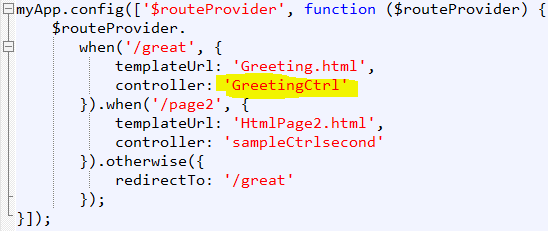 myApp.config(['$routeProvider', function ($routeProvider) {
    $routeProvider.
        when('/great', {
            templateUrl: 'Greeting.html',
            controller: 'GreetingCtrl'
        }).when('/page2', {
            templateUrl: 'HtmlPage2.html',
            controller: 'sampleCtrlsecond'
        }).otherwise({
            redirectTo: '/great'
        });
}]);